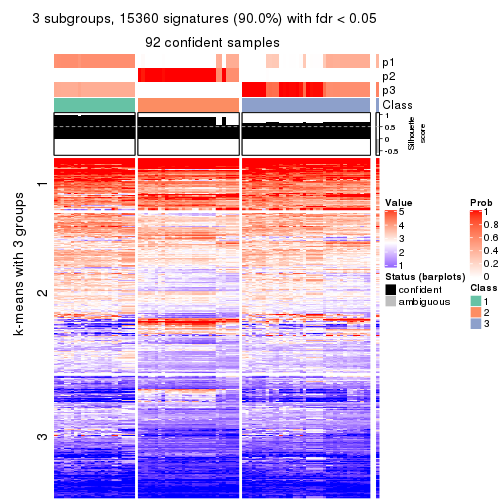 3 subgroups, 15360 signatures (90.0%) with fdr < 0.05
92 confident samples
p1
p2
p3
Class
1
0.5
0
-0.5
Silhouette
score
k-means with 3 groups
1
2
3
Value
5
4
3
2
1
Status (barplots)
confident
ambiguous
Prob
1
0.8
0.6
0.4
0.2
0
Class
1
2
3